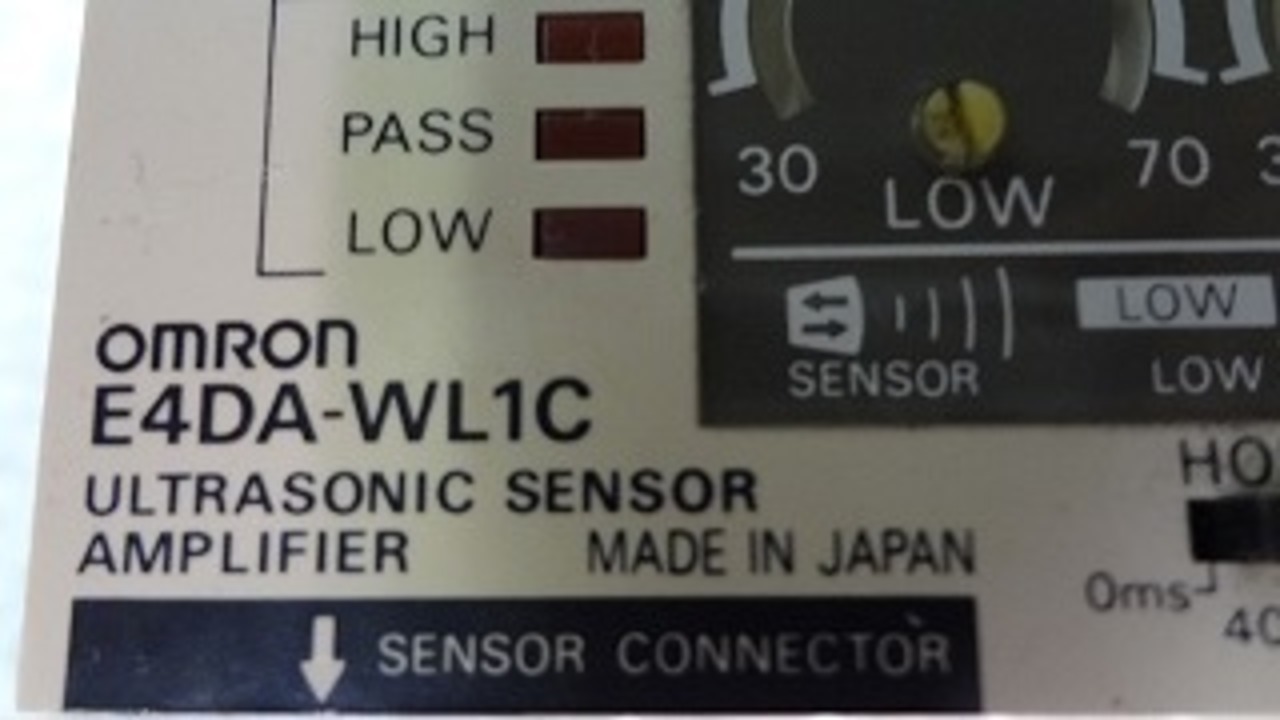 HIGH
PASS
LOW
30 70
LOW
LOW
SENSOR LOW
omron
E4DA-WL1C
ULTRASONIC SENSOR
AMPLIFIER MADE IN JAPAN
0ms
SENSOR CONNECTOR